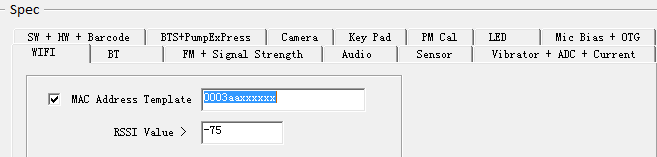 Spec
SW + HW + Barcode BTS+PumpExPress Camera Key Pad PM Cal LED Mic Bias + OTG
WIFI BT FM + Signal Strength Audio Sensor Vibrator + ADC + Current
MAC Address Template 0003aaxxxxxx
RSSI Value > -75